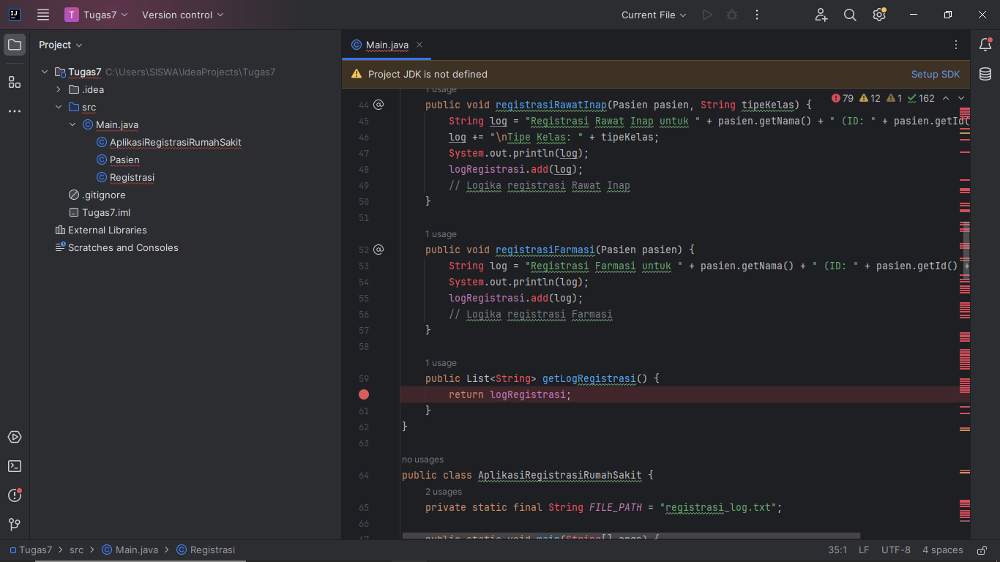 T Tugas7 Version control Current File
Project
Main.java
Project JDK is not defined Setup SDK
Tugas7 C:\Users\SISWA\IdeaProjects\Tugas7
.idea
src
Main.java
AplikasiRegistrasiRumahSakit
Pasien
Registrasi
.gitignore
Tugas7.iml
External Libraries
Scratches and Consoles
79 12 1 162
1 usage
44 public void registrasiRawatInap(Pasien pasien, String tipeKelas) {
45 String log = "Registrasi Rawat Inap untuk " + pasien.getNama() + " (ID: " + pasien.getId(
46 log += "\nTipe Kelas: " + tipeKelas;
47 System.out.println(log);
48 logRegistrasi.add(log);
49 // Logika registrasi Rawat Inap
50 }
51
1 usage
52 public void registrasiFarmasi(Pasien pasien) {
53 String log = "Registrasi Farmasi untuk " + pasien.getNama() + " (ID: " + pasien.getId() +
54 System.out.println(log);
55 logRegistrasi.add(log);
56 // Logika registrasi Farmasi
57 }
58
1 usage
59 public List<String> getLogRegistrasi() {
return logRegistrasi;
61 }
62 }
63
no usages
64 public class AplikasiRegistrasiRumahSakit {
2 usages
65 private static final String FILE_PATH = "registrasi_log.txt";
66
67 public static void main(String[] args) {
Tugas7 > src > Main.java > Registrasi 35:1 LF UTF-8 4 spaces